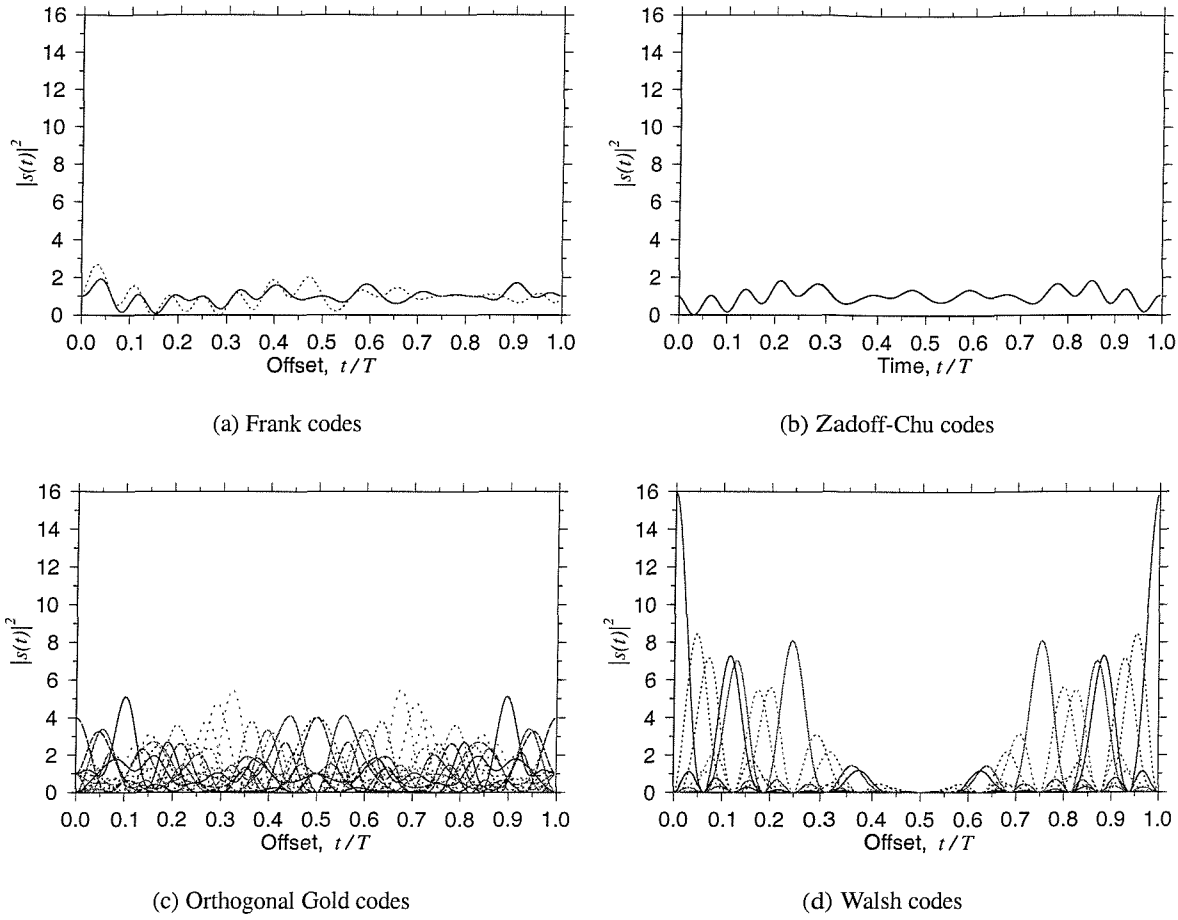 16
14
12
10
8
6
4
2
0
|s(t)|²
0.0 0.1 0.2 0.3 0.4 0.5 0.6 0.7 0.8 0.9 1.0
Offset, t/T
(a) Frank codes
16
14
12
10
8
6
4
2
0
|s(t)|²
0.0 0.1 0.2 0.3 0.4 0.5 0.6 0.7 0.8 0.9 1.0
Time, t/T
(b) Zadoff-Chu codes
16
14
12
10
8
6
4
2
0
|s(t)|²
0.0 0.1 0.2 0.3 0.4 0.5 0.6 0.7 0.8 0.9 1.0
Offset, t/T
(c) Orthogonal Gold codes
16
14
12
10
8
6
4
2
0
|s(t)|²
0.0 0.1 0.2 0.3 0.4 0.5 0.6 0.7 0.8 0.9 1.0
Offset, t/T
(d) Walsh codes